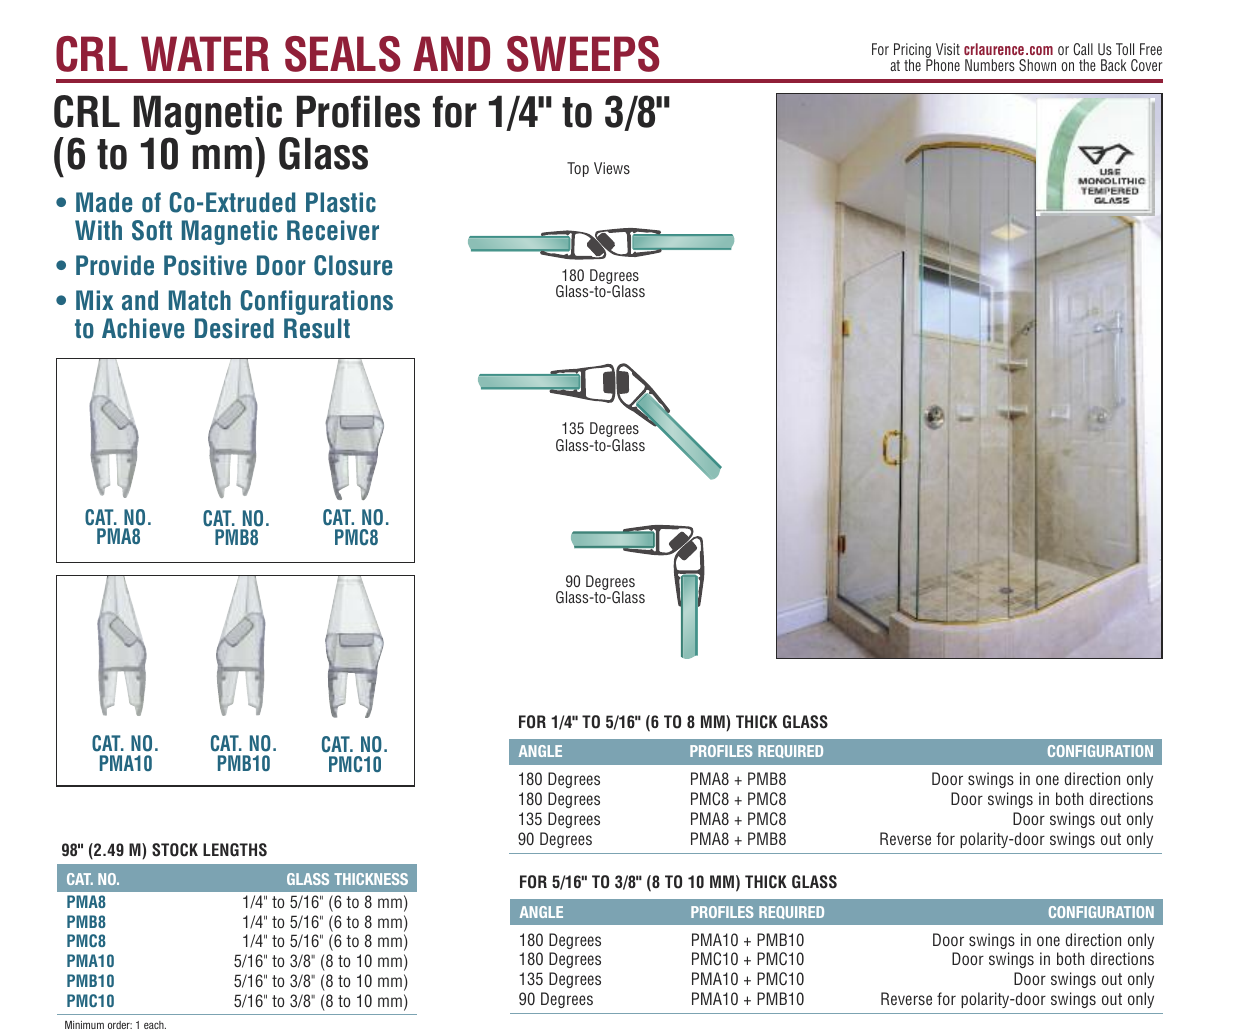 CRL WATER SEALS AND SWEEPS
For Pricing Visit crlaurence.com or Call Us Toll Free
at the Phone Numbers Shown on the Back Cover
CRL Magnetic Profiles for 1/4" to 3/8"
(6 to 10 mm) Glass
• Made of Co-Extruded Plastic
With Soft Magnetic Receiver
• Provide Positive Door Closure
• Mix and Match Configurations
to Achieve Desired Result
Top Views
180 Degrees
Glass-to-Glass
135 Degrees
Glass-to-Glass
90 Degrees
Glass-to-Glass
USE
MONOLITHIC
TEMPERED
GLASS
CAT. NO. CAT. NO. CAT. NO.
PMA8 PMB8 PMC8
CAT. NO. CAT. NO. CAT. NO.
PMA10 PMB10 PMC10
98" (2.49 M) STOCK LENGTHS
CAT. NO. GLASS THICKNESS
PMA8 1/4" to 5/16" (6 to 8 mm)
PMB8 1/4" to 5/16" (6 to 8 mm)
PMC8 1/4" to 5/16" (6 to 8 mm)
PMA10 5/16" to 3/8" (8 to 10 mm)
PMB10 5/16" to 3/8" (8 to 10 mm)
PMC10 5/16" to 3/8" (8 to 10 mm)
Minimum order: 1 each.
FOR 1/4" TO 5/16" (6 TO 8 MM) THICK GLASS
ANGLE PROFILES REQUIRED CONFIGURATION
180 Degrees PMA8 + PMB8 Door swings in one direction only
180 Degrees PMC8 + PMC8 Door swings in both directions
135 Degrees PMA8 + PMC8 Door swings out only
90 Degrees PMA8 + PMB8 Reverse for polarity-door swings out only
FOR 5/16" TO 3/8" (8 TO 10 MM) THICK GLASS
ANGLE PROFILES REQUIRED CONFIGURATION
180 Degrees PMA10 + PMB10 Door swings in one direction only
180 Degrees PMC10 + PMC10 Door swings in both directions
135 Degrees PMA10 + PMC10 Door swings out only
90 Degrees PMA10 + PMB10 Reverse for polarity-door swings out only